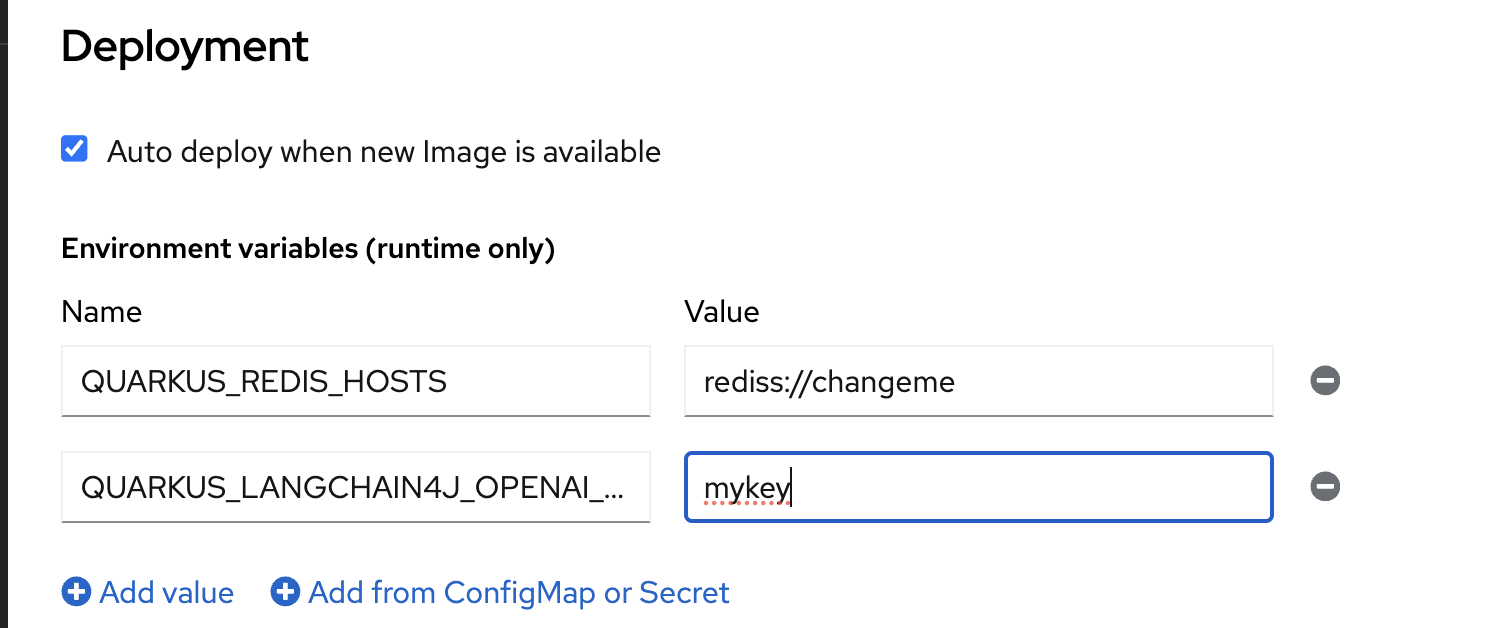 Deployment
Auto deploy when new Image is available
Environment variables (runtime only)
Name Value
QUARKUS_REDIS_HOSTS rediss://changeme
QUARKUS_LANGCHAIN4J_OPENAI_... mykey
Add value Add from ConfigMap or Secret